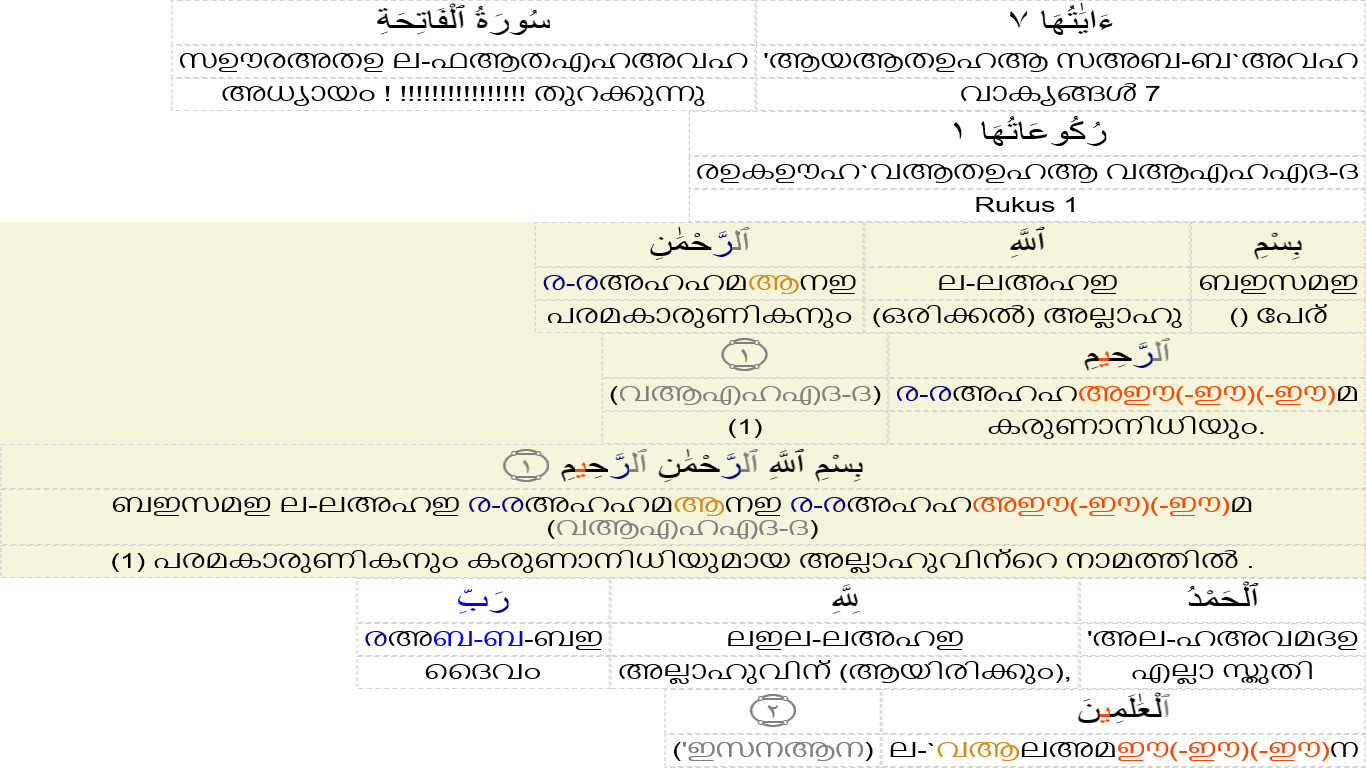 ءَايَٰتُهَا ٧ سُورَةُ ٱلْفَاتِحَةِ
'ആയആതഉഹആ സഅബ-ബ`അവഹ സഊരഅതഉ ല-ഫആതഎഹഅവഹ
വാക്യങ്ങൾ 7 അധ്യായം ! !!!!!!!!!!!!!!!! തുറക്കുന്നു
رُكُوعَاتُهَا ١
രഉകഊഹ`വആതഉഹആ വആഎഹഎദ-ദ
Rukus 1
بِسْمِ ٱللَّهِ ٱلرَّحْمَٰنِ
ബഇസമഇ ല-ലഅഹഇ ര-രഅഹഹമആനഇ
() പേര് (ഒരിക്കൽ) അല്ലാഹു പരമകാരുണികനും
ٱلرَّحِيمِ ١
ര-രഅഹഹഅഈ(-ഈ)(-ഈ)മ (വആഎഹഎദ-ദ)
കരുണാനിധിയും. (1)
بِسْمِ ٱللَّهِ ٱلرَّحْمَٰنِ ٱلرَّحِيمِ ١
ബഇസമഇ ല-ലഅഹഇ ര-രഅഹഹമആനഇ ര-രഅഹഹഅഈ(-ഈ)(-ഈ)മ
(വആഎഹഎദ-ദ)
(1) പരമകാരുണികനും കരുണാനിധിയുമായ അല്ലാഹുവിന്റെ നാമത്തിൽ .
ٱلْحَمْدُ لِلَّهِ رَبِّ
'അല-ഹഅവമദഉ ലഇല-ലഅഹഇ രഅബ-ബ-ബഇ
എല്ലാ സ്തുതി അല്ലാഹുവിന് (ആയിരിക്കും), ദൈവം
ٱلْعَٰلَمِينَ ٢
ല-`വആലഅമഈ(-ഈ)(-ഈ)ന ('ഇസനആന)